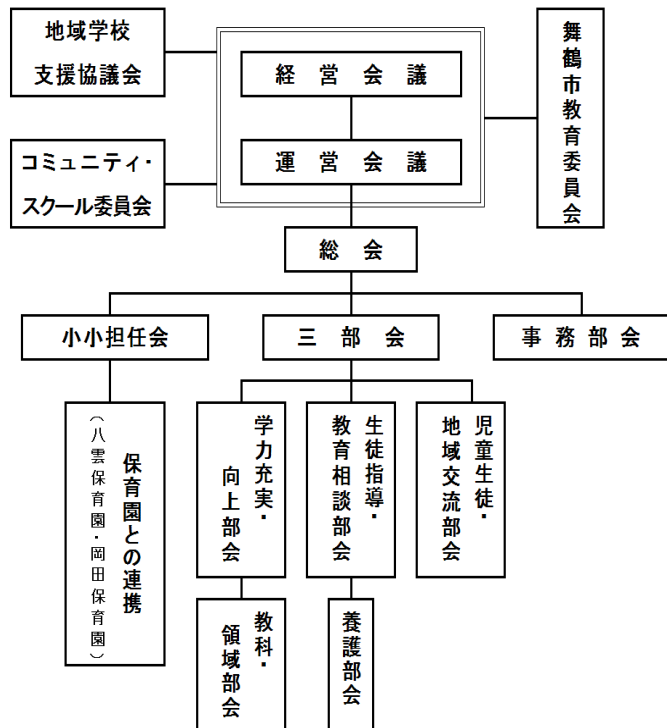 地域学校
支援協議会
経営会議
舞鶴市教育委員会
コミュニティ・
スクール委員会
運営会議
総会
小小担任会
三部会
事務部会
保育園との連携
（八雲保育園・岡田保育園）
学力充実・
向上部会
生徒指導・
教育相談部会
児童生徒・
地域交流部会
教科・
領域部会
養護部会